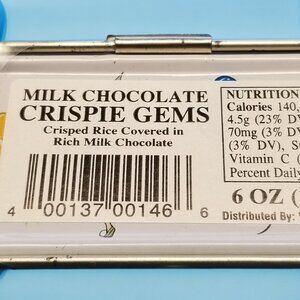 MILK CHOCOLATE
CRISPIE GEMS
Crisped Rice Covered in
Rich Milk Chocolate
4 00137 00146 6
NUTRITION
Calories 140,
4.5g (23% DV
70mg (3% DV
(3% DV),
Vitamin C
Percent Daily
6 OZ (
Distributed By: